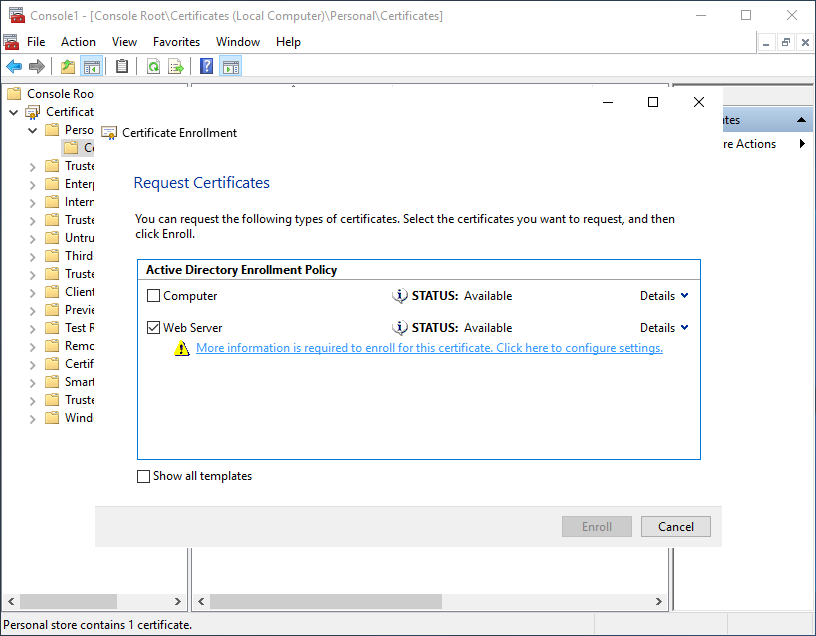 Console1 - [Console Root\Certificates (Local Computer)\Personal\Certificates]
File Action View Favorites Window Help
Console Roo
Certificat
Perso
Ce
Truste
Enterp
Intern
Truste
Untru
Third
Truste
Client
Previe
Test R
Remo
Certif
Smart
Truste
Wind
Certificate Enrollment
Request Certificates
You can request the following types of certificates. Select the certificates you want to request, and then
click Enroll.
Active Directory Enrollment Policy
Computer STATUS: Available Details
Web Server STATUS: Available Details
More information is required to enroll for this certificate. Click here to configure settings.
Show all templates
Enroll Cancel
tes
re Actions
Personal store contains 1 certificate.